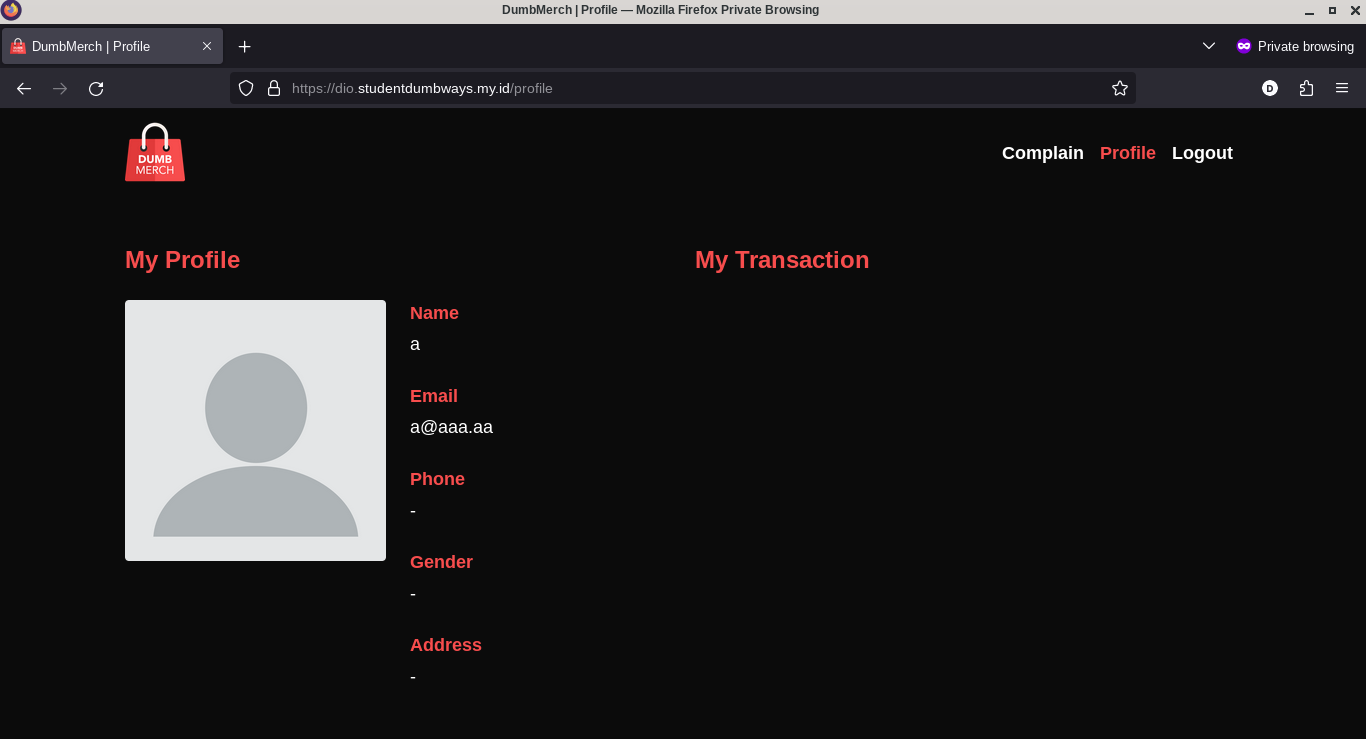 DumbMerch | Profile — Mozilla Firefox Private Browsing
DumbMerch | Profile
Private browsing
https://dio.studentdumbways.my.id/profile
D
DUMB
MERCH
Complain Profile Logout
My Profile
Name
a
Email
a@aaa.aa
Phone
-
Gender
-
Address
-
My Transaction